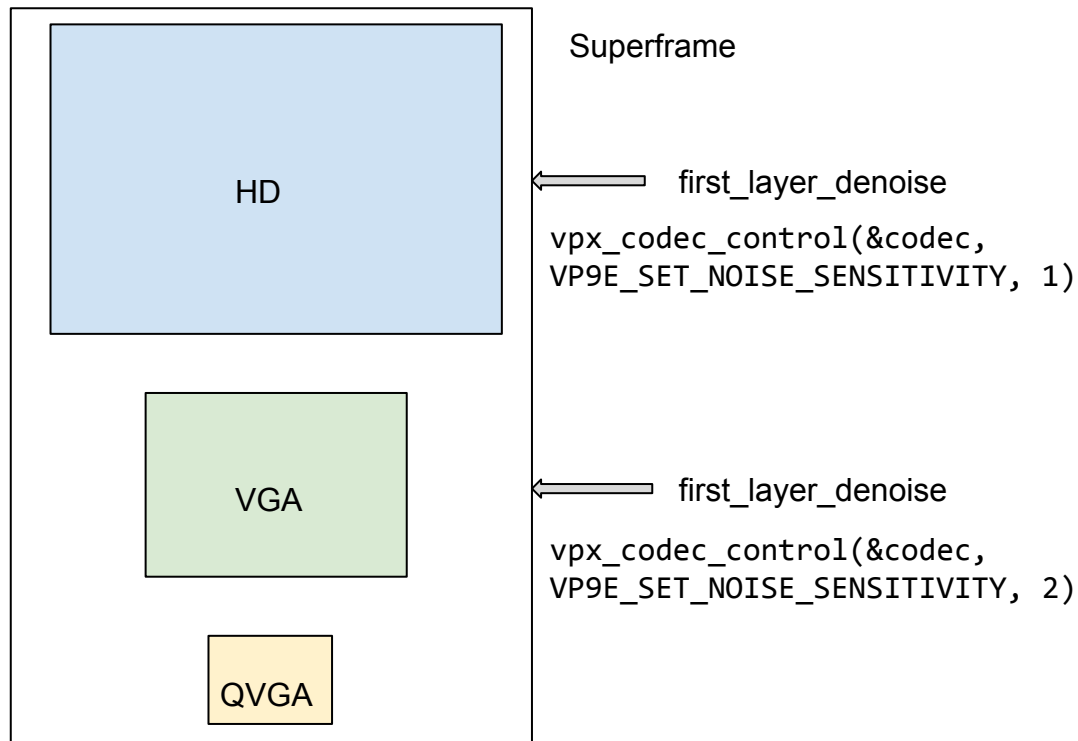 Superframe
HD
first_layer_denoise
vpx_codec_control(&codec,
VP9E_SET_NOISE_SENSITIVITY, 1)
VGA
first_layer_denoise
vpx_codec_control(&codec,
VP9E_SET_NOISE_SENSITIVITY, 2)
QVGA